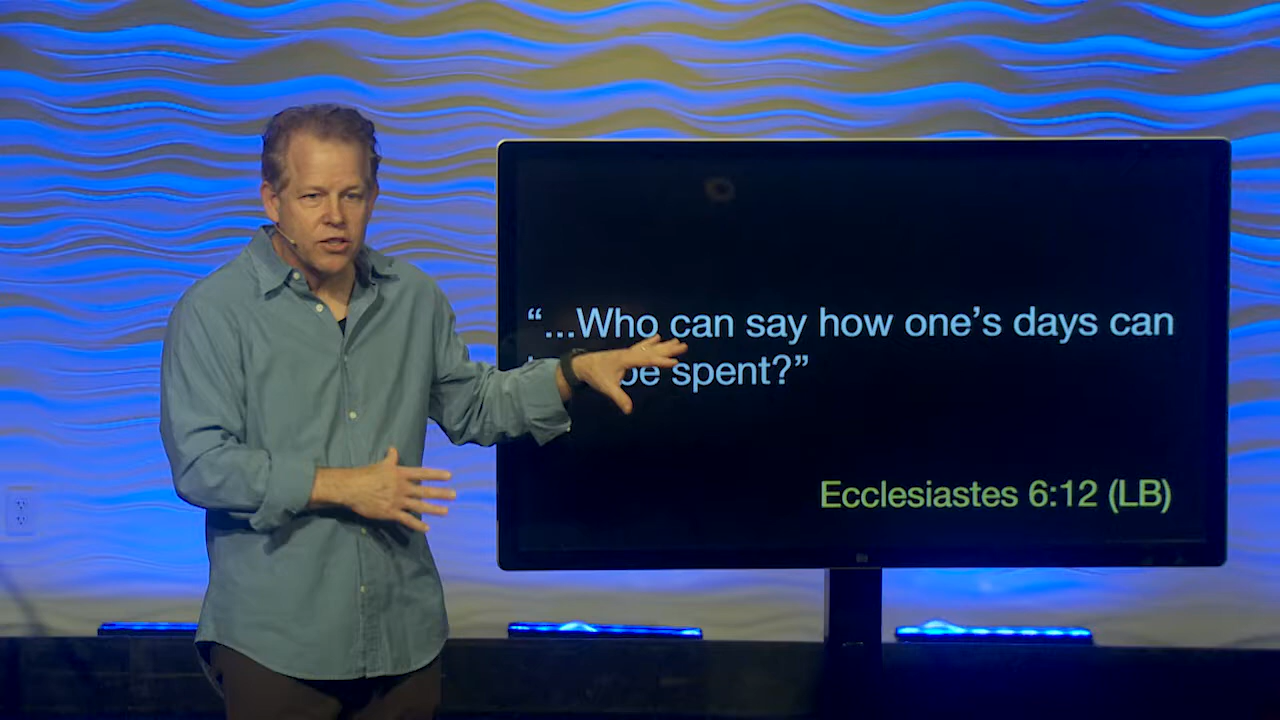 “...Who can say how one’s days can
be spent?”
Ecclesiastes 6:12 (LB)